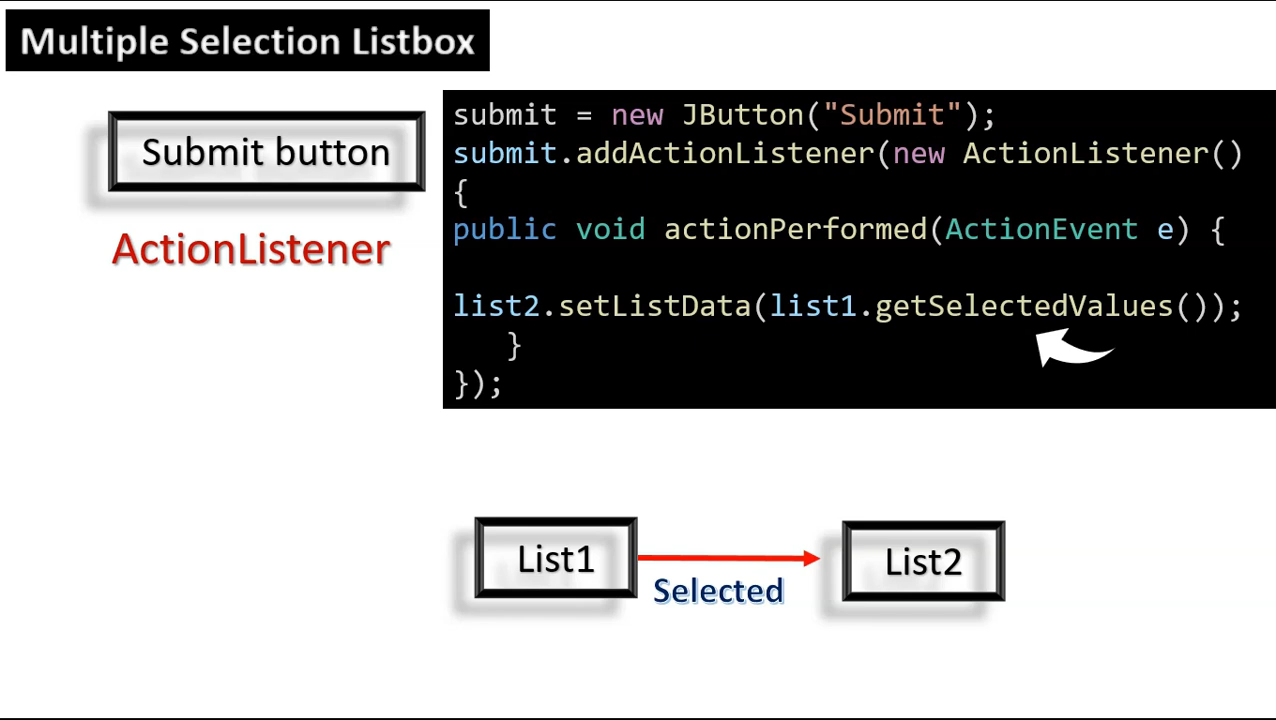 Multiple Selection Listbox
Submit button
ActionListener
submit = new JButton("Submit");
submit.addActionListener(new ActionListener()
{
public void actionPerformed(ActionEvent e) {
list2.setListData(list1.getSelectedValues());
}
});
List1
Selected
List2